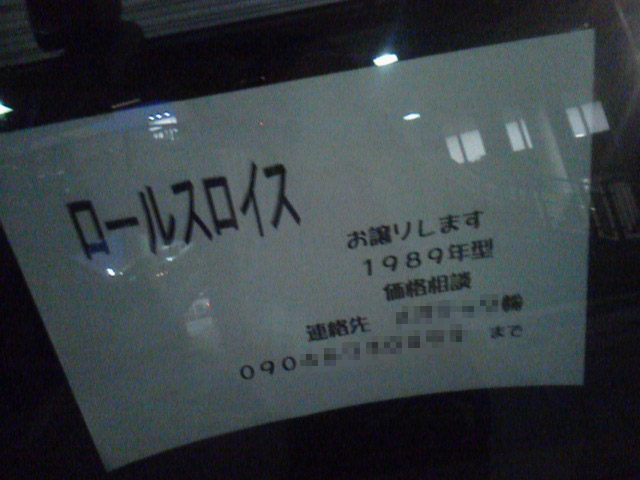 ロールスロイス
お譲りします
1989年型
価格相談
連絡先 ㈱
090 まで